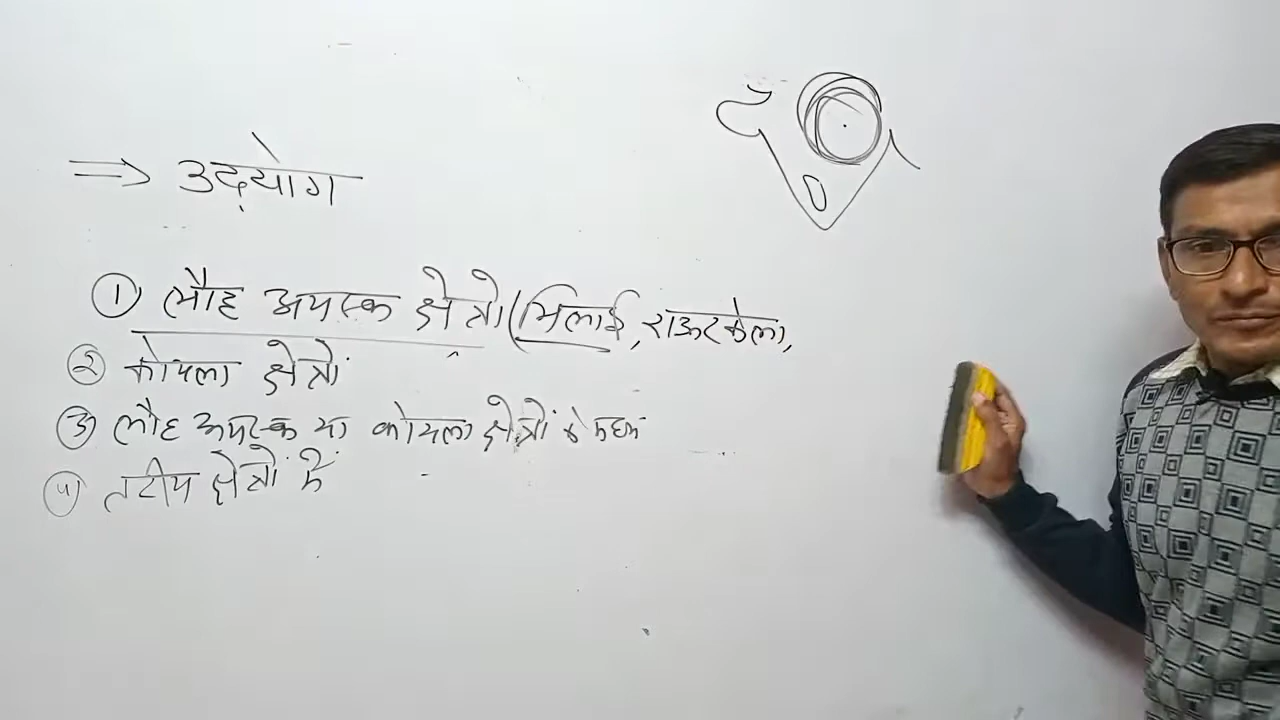 ⇒ उद्योग
① लौह अयस्क क्षेत्रो (भिलाई, राऊरकेला,
② कोयला क्षेत्रों
③ लौह अयस्क या कोयला क्षेत्रों के मध्य
④ तटीय क्षेत्रों में